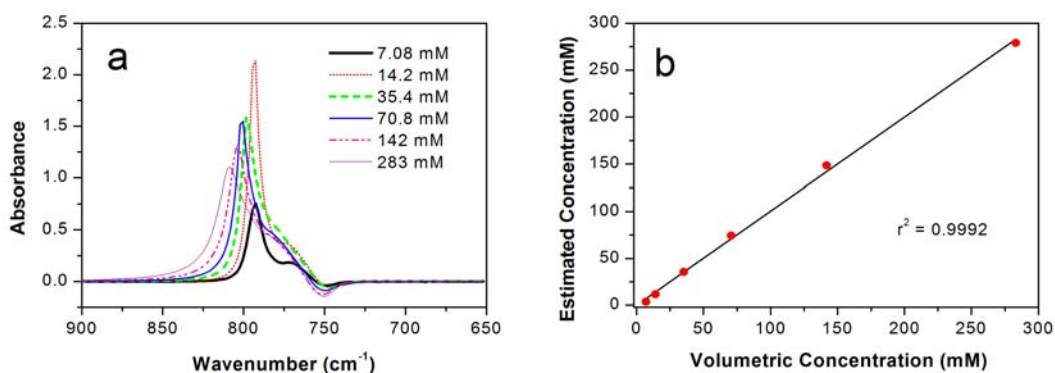 a
7.08 mM
14.2 mM
35.4 mM
70.8 mM
142 mM
283 mM
Absorbance
2.5
2.0
1.5
1.0
0.5
0.0
900
850
800
750
700
650
Wavenumber (cm⁻¹)
b
r² = 0.9992
Estimated Concentration (mM)
300
250
200
150
100
50
0
0
50
100
150
200
250
300
Volumetric Concentration (mM)